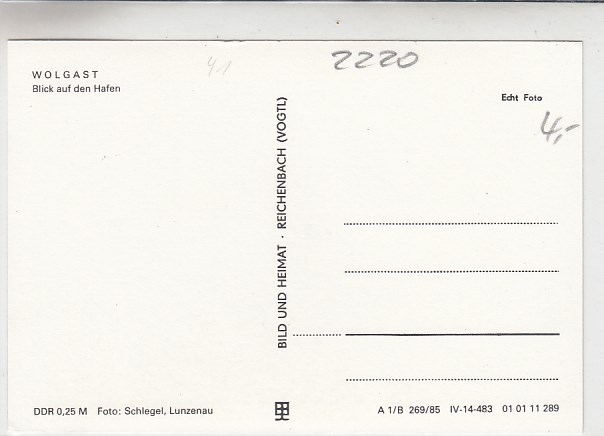 WOLGAST
Blick auf den Hafen
41
2220
Echt Foto
4,-
BILD UND HEIMAT · REICHENBACH (VOGTL)
DDR 0,25 M Foto: Schlegel, Lunzenau
A 1/B 269/85 IV-14-483 01 01 11 289